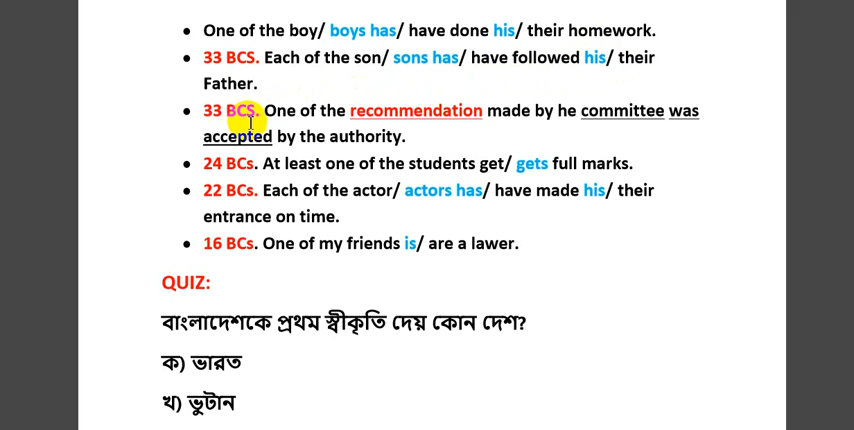 • One of the boy/ boys has/ have done his/ their homework.
• 33 BCS. Each of the son/ sons has/ have followed his/ their
Father.
• 33 BCS. One of the recommendation made by he committee was
accepted by the authority.
• 24 BCs. At least one of the students get/ gets full marks.
• 22 BCs. Each of the actor/ actors has/ have made his/ their
entrance on time.
• 16 BCs. One of my friends is/ are a lawer.
QUIZ:
বাংলাদেশকে প্রথম স্বীকৃতি দেয় কোন দেশ?
ক) ভারত
খ) ভুটান